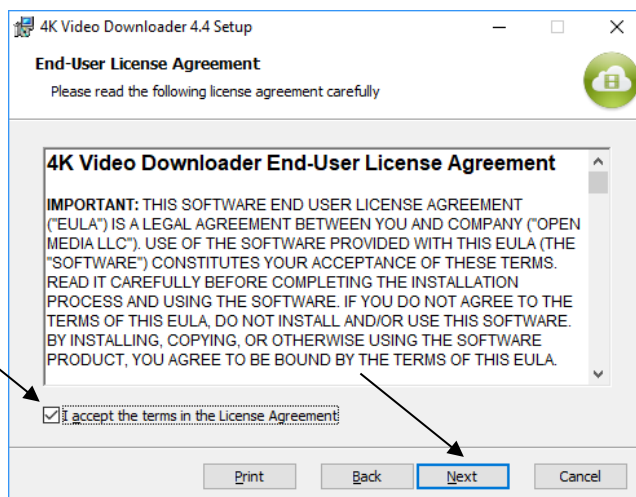 4K Video Downloader 4.4 Setup
End-User License Agreement
Please read the following license agreement carefully
4K Video Downloader End-User License Agreement
IMPORTANT: THIS SOFTWARE END USER LICENSE AGREEMENT
("EULA") IS A LEGAL AGREEMENT BETWEEN YOU AND COMPANY ("OPEN
MEDIA LLC"). USE OF THE SOFTWARE PROVIDED WITH THIS EULA (THE
"SOFTWARE") CONSTITUTES YOUR ACCEPTANCE OF THESE TERMS.
READ IT CAREFULLY BEFORE COMPLETING THE INSTALLATION
PROCESS AND USING THE SOFTWARE. IF YOU DO NOT AGREE TO THE
TERMS OF THIS EULA, DO NOT INSTALL AND/OR USE THIS SOFTWARE.
BY INSTALLING, COPYING, OR OTHERWISE USING THE SOFTWARE
PRODUCT, YOU AGREE TO BE BOUND BY THE TERMS OF THIS EULA.
I accept the terms in the License Agreement
Print Back Next Cancel